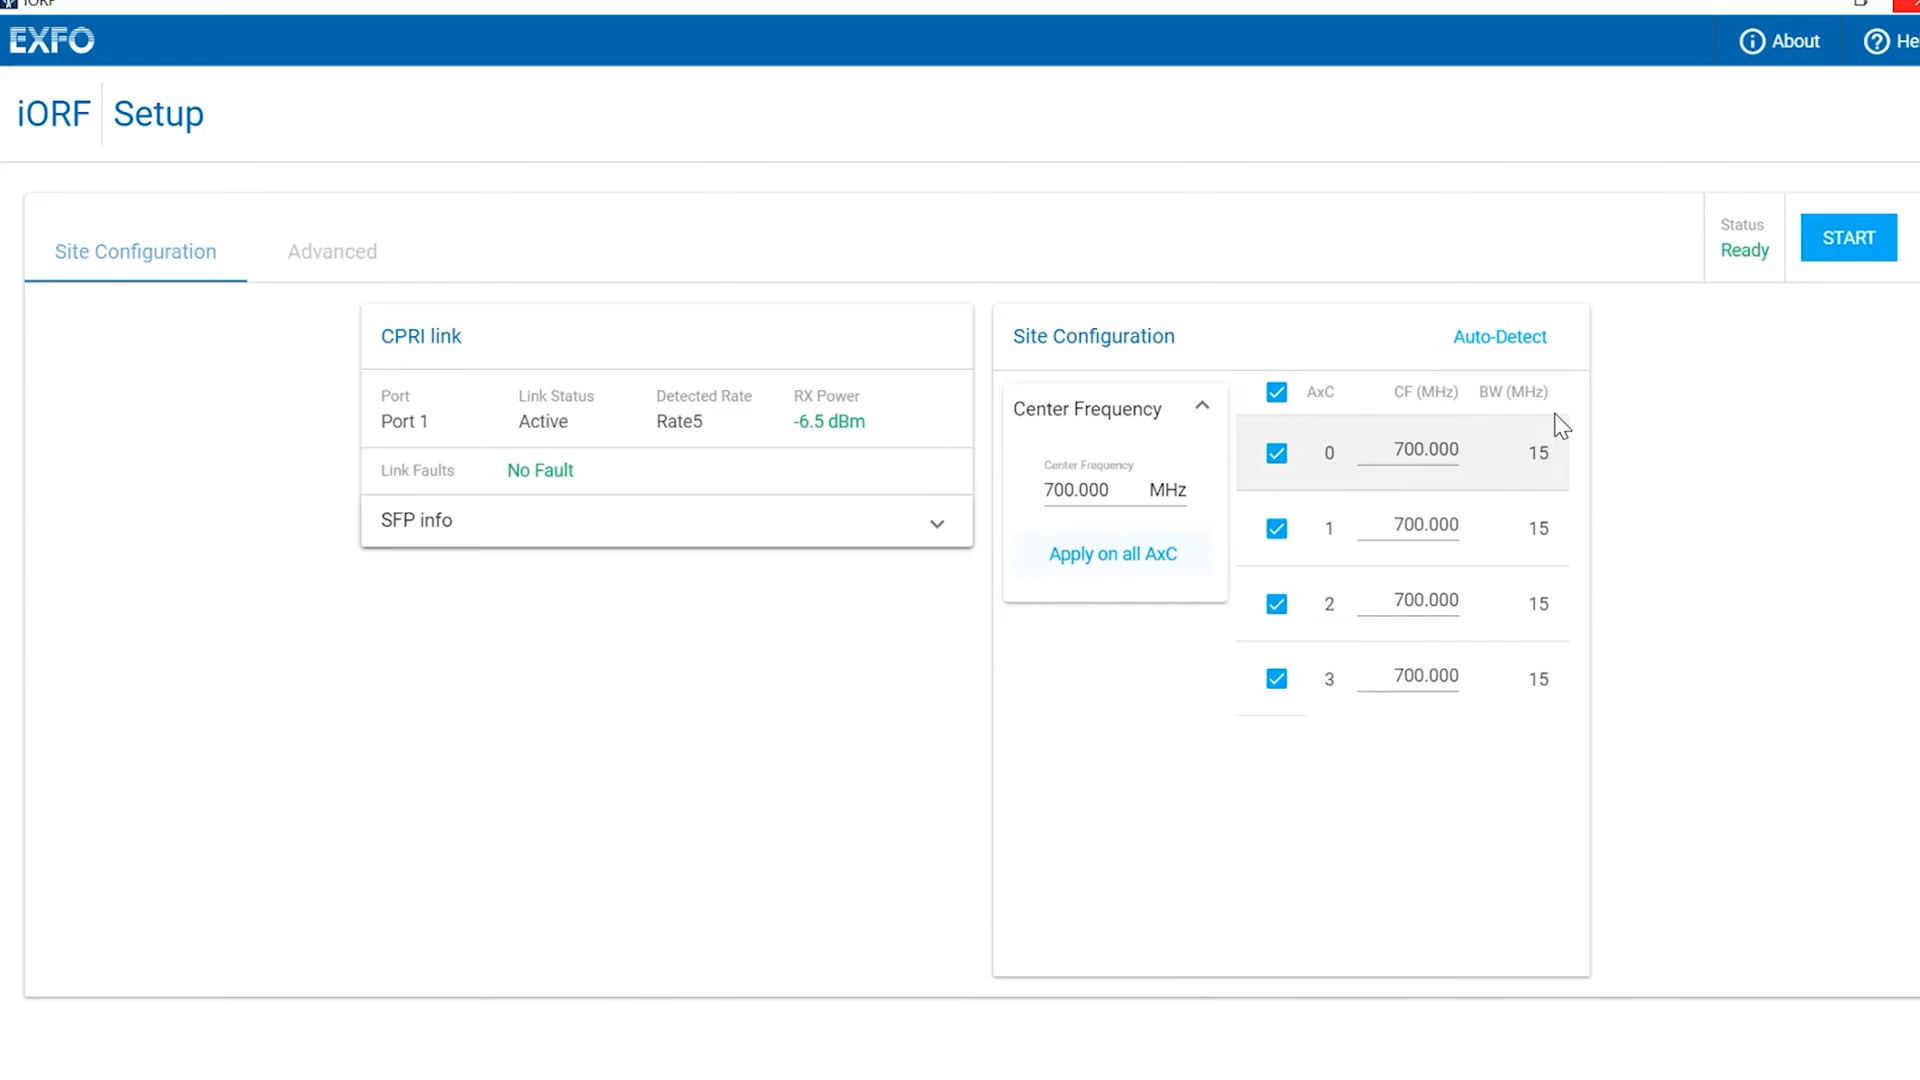 iORF
EXFO
About
iORF Setup
Site Configuration
Advanced
Status
Ready
START
CPRI link
Port
Link Status
Detected Rate
RX Power
Port 1
Active
Rate5
-6.5 dBm
Link Faults
No Fault
SFP info
Site Configuration
Auto-Detect
Center Frequency
Center Frequency
700.000 MHz
Apply on all AxC
AxC CF (MHz) BW (MHz)
0 700.000 15
1 700.000 15
2 700.000 15
3 700.000 15